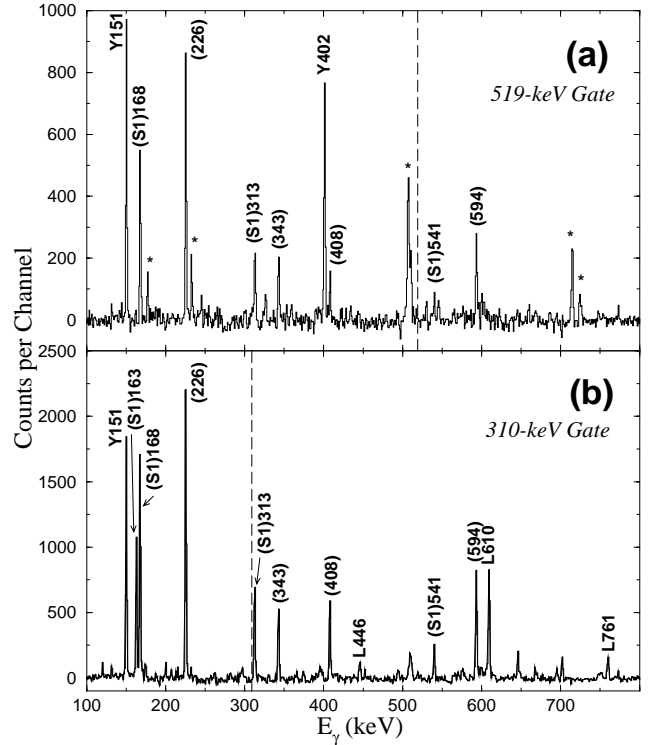 Counts per Channel
1000
800
600
400
200
0
(a)
519-keV Gate
Y151
(S1)168
*
(226)
*
(S1)313
(343)
Y402
(408)
*
(S1)541
(594)
*
*
2500
2000
1500
1000
500
0
(b)
310-keV Gate
Y151
(S1)163
(S1)168
(226)
(S1)313
(343)
(408)
L446
(S1)541
(594)
L610
L761
100 200 300 400 500 600 700
Eγ (keV)